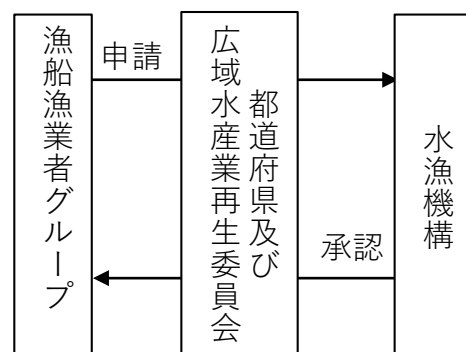 漁船漁業者グループ
申請
都道府県及び
広域水産業再生委員会
承認
水漁機構